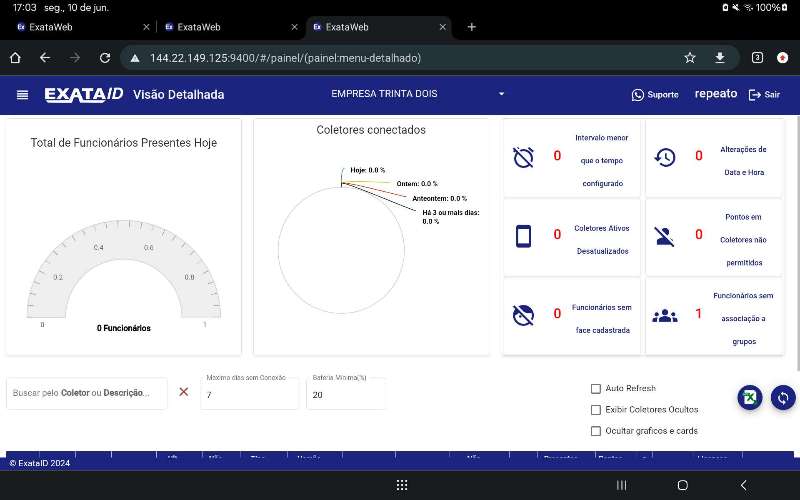 17:03 seg., 10 de jun.
100%
ExataWeb
ExataWeb
ExataWeb
144.22.149.125:9400/#/painel/(painel:menu-detalhado)
3
EXATAID Visão Detalhada
EMPRESA TRINTA DOIS
Suporte
repeato
Sair
Total de Funcionários Presentes Hoje
0
0.2
0.4
0.6
0.8
1
0 Funcionários
Coletores conectados
Hoje: 0.0 %
Ontem: 0.0 %
Anteontem: 0.0 %
Há 3 ou mais dias:
0.0 %
0
Intervalo menor
que o tempo
configurado
0
Alterações de
Data e Hora
0
Coletores Ativos
Desatualizados
0
Pontos em
Coletores não
permitidos
0
Funcionários sem
face cadastrada
1
Funcionários sem
associação a
grupos
Buscar pelo Coletor ou Descrição...
Máximo dias sem Conexão
7
Bateria Mínima(%)
20
Auto Refresh
Exibir Coletores Ocultos
Ocultar graficos e cards
© ExataID 2024